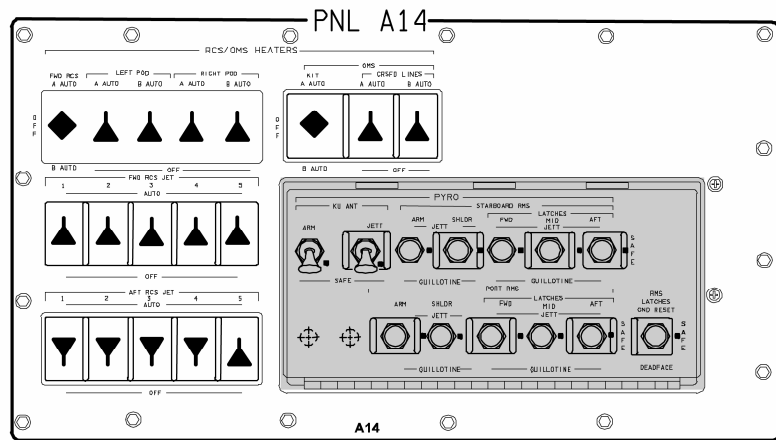 PNL A14
RCS/OMS HEATERS
FWD RCS LEFT POD RIGHT POD
A AUTO A AUTO B AUTO A AUTO B AUTO
OFF
B AUTO OFF
OMS
KIT CRSFD LINES
A AUTO A AUTO B AUTO
OFF
B AUTO OFF
FWD RCS JET
1 2 3 4 5
AUTO
OFF
AFT RCS JET
1 2 3 4 5
AUTO
OFF
PYRO
KU ANT STARBOARD RMS
ARM JETT ARM SHLDR FWD LATCHES MID AFT
JETT JETT
SAFE
SAFE GUILLOTINE GUILLOTINE
PORT RMS
ARM SHLDR FWD LATCHES MID AFT
JETT JETT
SAFE
GUILLOTINE GUILLOTINE
RMS
LATCHES
GND RESET
SAFE
DEADFACE
A14